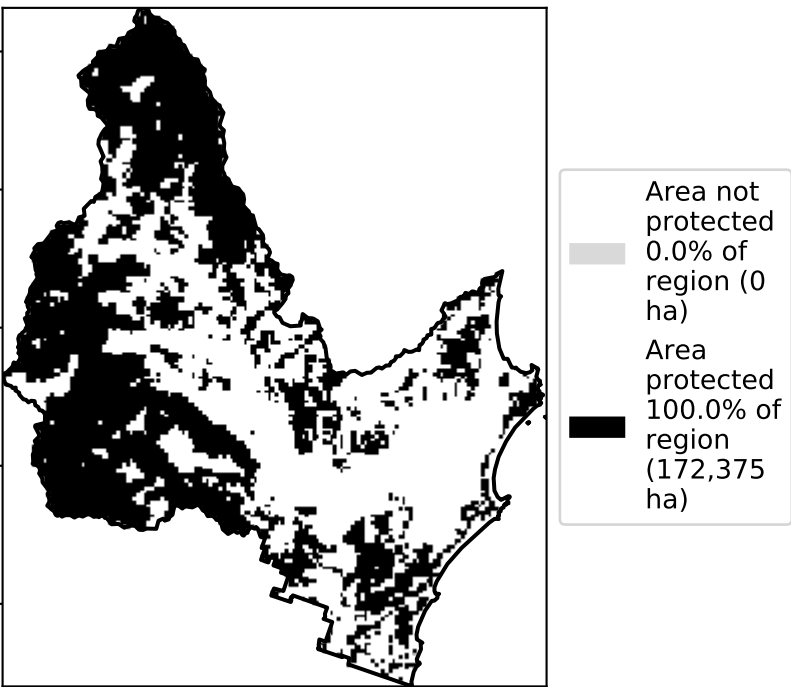 Area not
protected
0.0% of
region (0
ha)
Area
protected
100.0% of
region
(172,375
ha)